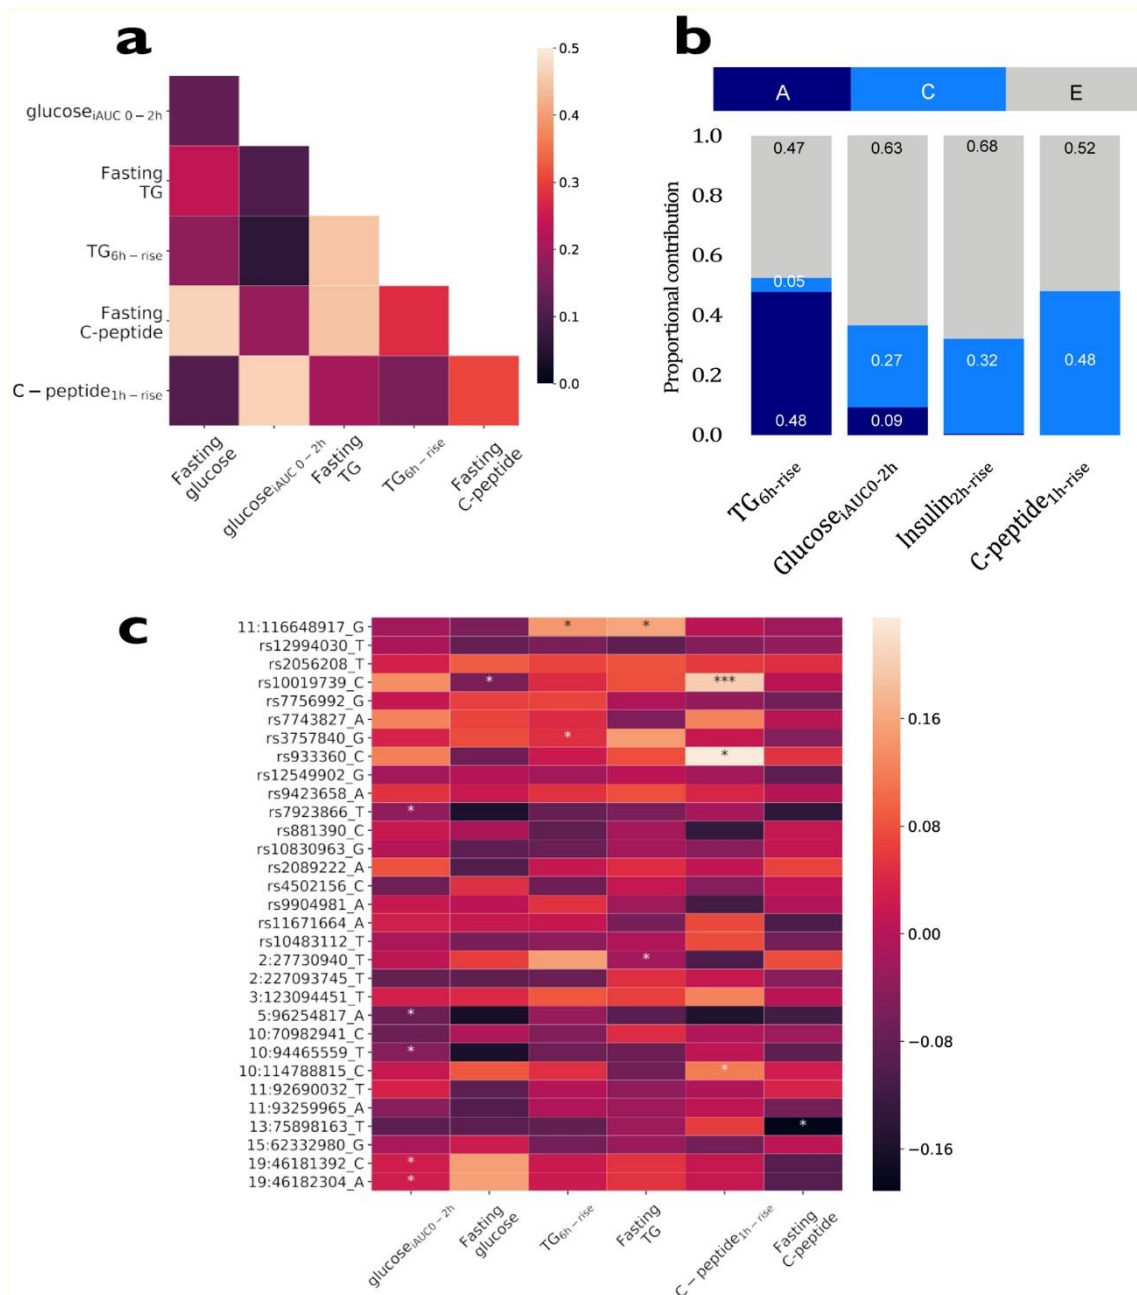 a
glucose iAUC 0−2h
Fasting
TG
TG6h−rise
Fasting
C-peptide
C−peptide1h−rise
Fasting
glucose
glucose iAUC 0−2h
Fasting
TG
TG6h−rise
Fasting
C-peptide
0.5
0.4
0.3
0.2
0.1
0.0
b
A C E
Proportional contribution
1.0
0.8
0.6
0.4
0.2
0.0
0.47 0.63 0.68 0.52
0.05
0.27 0.32 0.48
0.48 0.09
TG6h-rise
GlucoseiAUC0-2h
Insulin2h-rise
C-peptide1h-rise
c
11:116648917_G * *
rs12994030_T
rs2056208_T
rs10019739_C * ***
rs7756992_G
rs7743827_A
rs3757840_G *
rs933360_C *
rs12549902_G
rs9423658_A
rs7923866_T *
rs881390_C
rs10830963_G
rs2089222_A
rs4502156_C
rs9904981_A
rs11671664_A
rs10483112_T
2:27730940_T *
2:227093745_T
3:123094451_T
5:96254817_A *
10:70982941_C
10:94465559_T *
10:114788815_C *
11:92690032_T
11:93259965_A
13:75898163_T *
15:62332980_G
19:46181392_C *
19:46182304_A *
glucose iAUC0−2h
Fasting
glucose
TG6h−rise
Fasting
TG
C−peptide1h−rise
Fasting
C-peptide
0.16
0.08
0.00
−0.08
−0.16